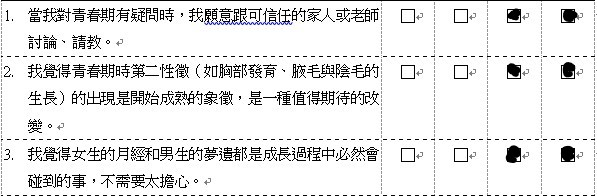 1. 當我對青春期有疑問時，我願意跟可信任的家人或老師
討論、請教。
2. 我覺得青春期時第二性徵（如胸部發育、腋毛與陰毛的
生長）的出現是開始成熟的象徵，是一種值得期待的改
變。
3. 我覺得女生的月經和男生的夢遺都是成長過程中必然會
碰到的事，不需要太擔心。